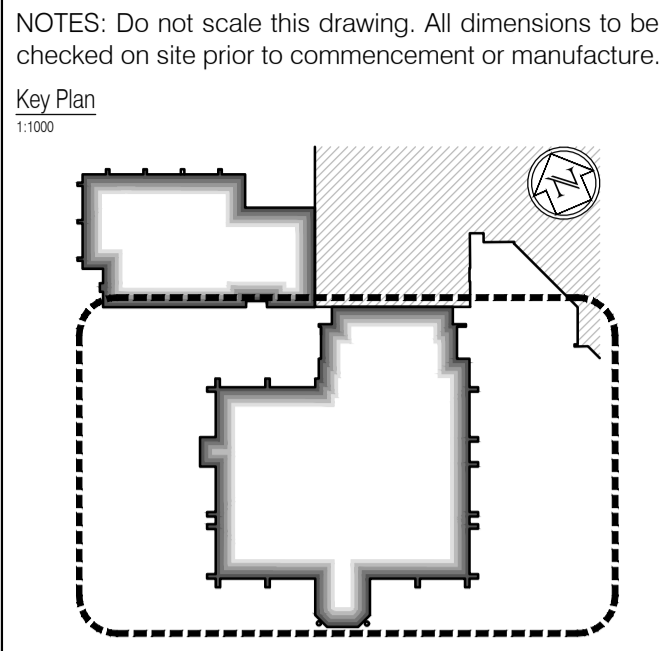 NOTES: Do not scale this drawing. All dimensions to be
checked on site prior to commencement or manufacture.
Key Plan
1:1000
N